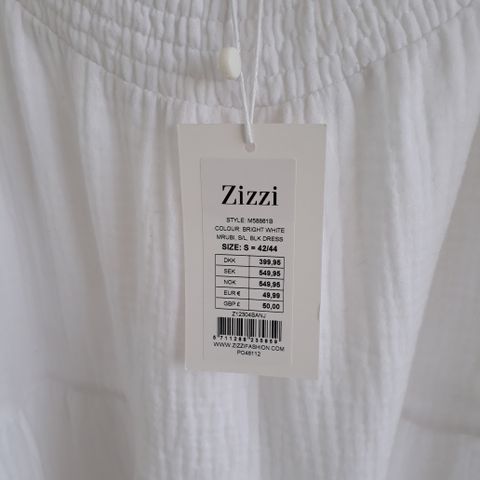 Zizzi
STYLE: M58861B
COLOUR: BRIGHT WHITE
MRUBI, S/L, BLK DRESS
SIZE: S = 42/44
DKK 399,95
SEK 549,95
NOK 549,95
EUR € 49,99
GBP £ 50,00
Z12304BANJ
WWW.ZIZZIFASHION.COM
PO48112